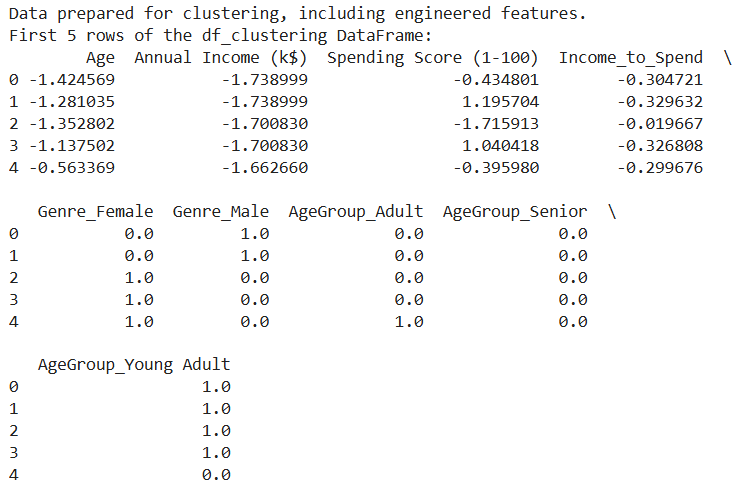 Data prepared for clustering, including engineered features.
First 5 rows of the df_clustering DataFrame:
        Age  Annual Income (k$)  Spending Score (1-100)  Income_to_Spend  \
0 -1.424569           -1.738999               -0.434801        -0.304721
1 -1.281035           -1.738999                1.195704        -0.329632
2 -1.352802           -1.700830               -1.715913        -0.019667
3 -1.137502           -1.700830                1.040418        -0.326808
4 -0.563369           -1.662660               -0.395980        -0.299676

   Genre_Female  Genre_Male  AgeGroup_Adult  AgeGroup_Senior  \
0           0.0         1.0             0.0              0.0
1           0.0         1.0             0.0              0.0
2           1.0         0.0             0.0              0.0
3           1.0         0.0             0.0              0.0
4           1.0         0.0             1.0              0.0

   AgeGroup_Young Adult
0                   1.0
1                   1.0
2                   1.0
3                   1.0
4                   0.0